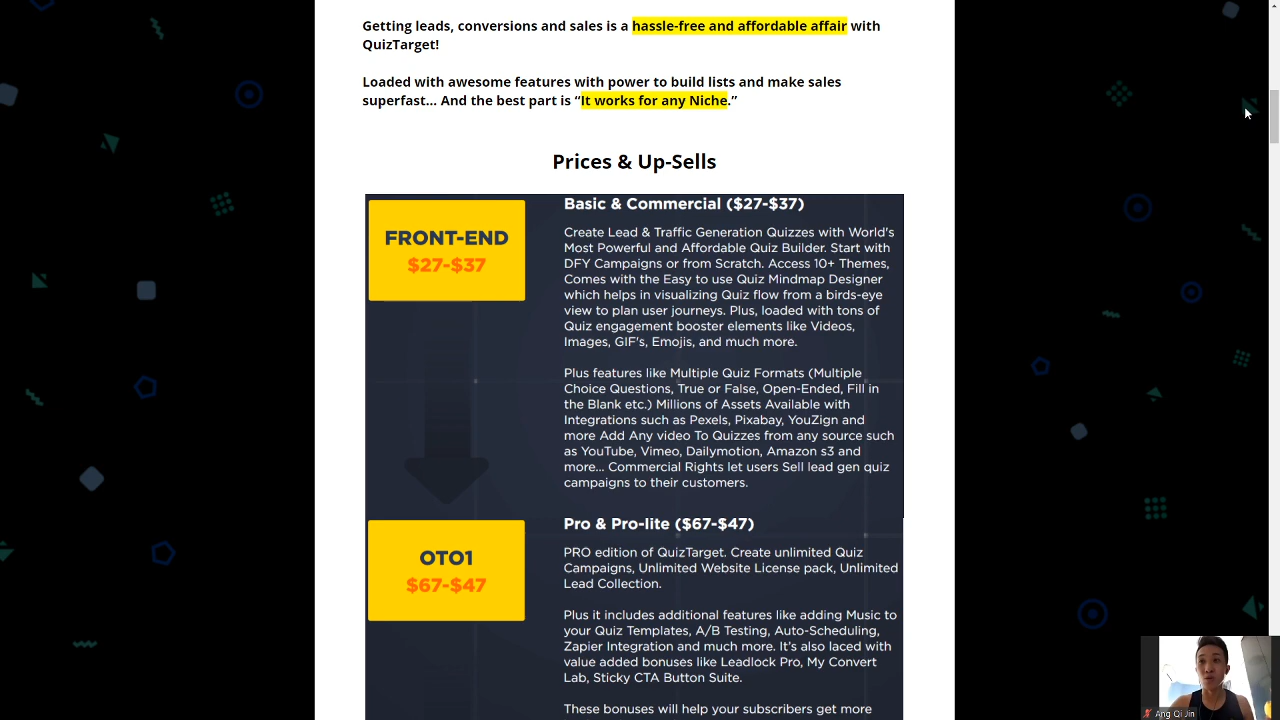 Getting leads, conversions and sales is a hassle-free and affordable affair with
QuizTarget!
Loaded with awesome features with power to build lists and make sales
superfast... And the best part is “It works for any Niche.”
Prices & Up-Sells
FRONT-END
$27-$37
Basic & Commercial ($27-$37)
Create Lead & Traffic Generation Quizzes with World's
Most Powerful and Affordable Quiz Builder. Start with
DFY Campaigns or from Scratch. Access 10+ Themes,
Comes with the Easy to use Quiz Mindmap Designer
which helps in visualizing Quiz flow from a birds-eye
view to plan user journeys. Plus, loaded with tons of
Quiz engagement booster elements like Videos,
Images, GIF's, Emojis, and much more.
Plus features like Multiple Quiz Formats (Multiple
Choice Questions, True or False, Open-Ended, Fill in
the Blank etc.) Millions of Assets Available with
Integrations such as Pexels, Pixabay, YouZign and
more Add Any video To Quizzes from any source such
as YouTube, Vimeo, Dailymotion, Amazon s3 and
more... Commercial Rights let users Sell lead gen quiz
campaigns to their customers.
OTO1
$67-$47
Pro & Pro-lite ($67-$47)
PRO edition of QuizTarget. Create unlimited Quiz
Campaigns, Unlimited Website License pack, Unlimited
Lead Collection.
Plus it includes additional features like adding Music to
your Quiz Templates, A/B Testing, Auto-Scheduling,
Zapier Integration and much more. It's also laced with
value added bonuses like Leadlock Pro, My Convert
Lab, Sticky CTA Button Suite.
These bonuses will help your subscribers get more
Ang Qi Jin